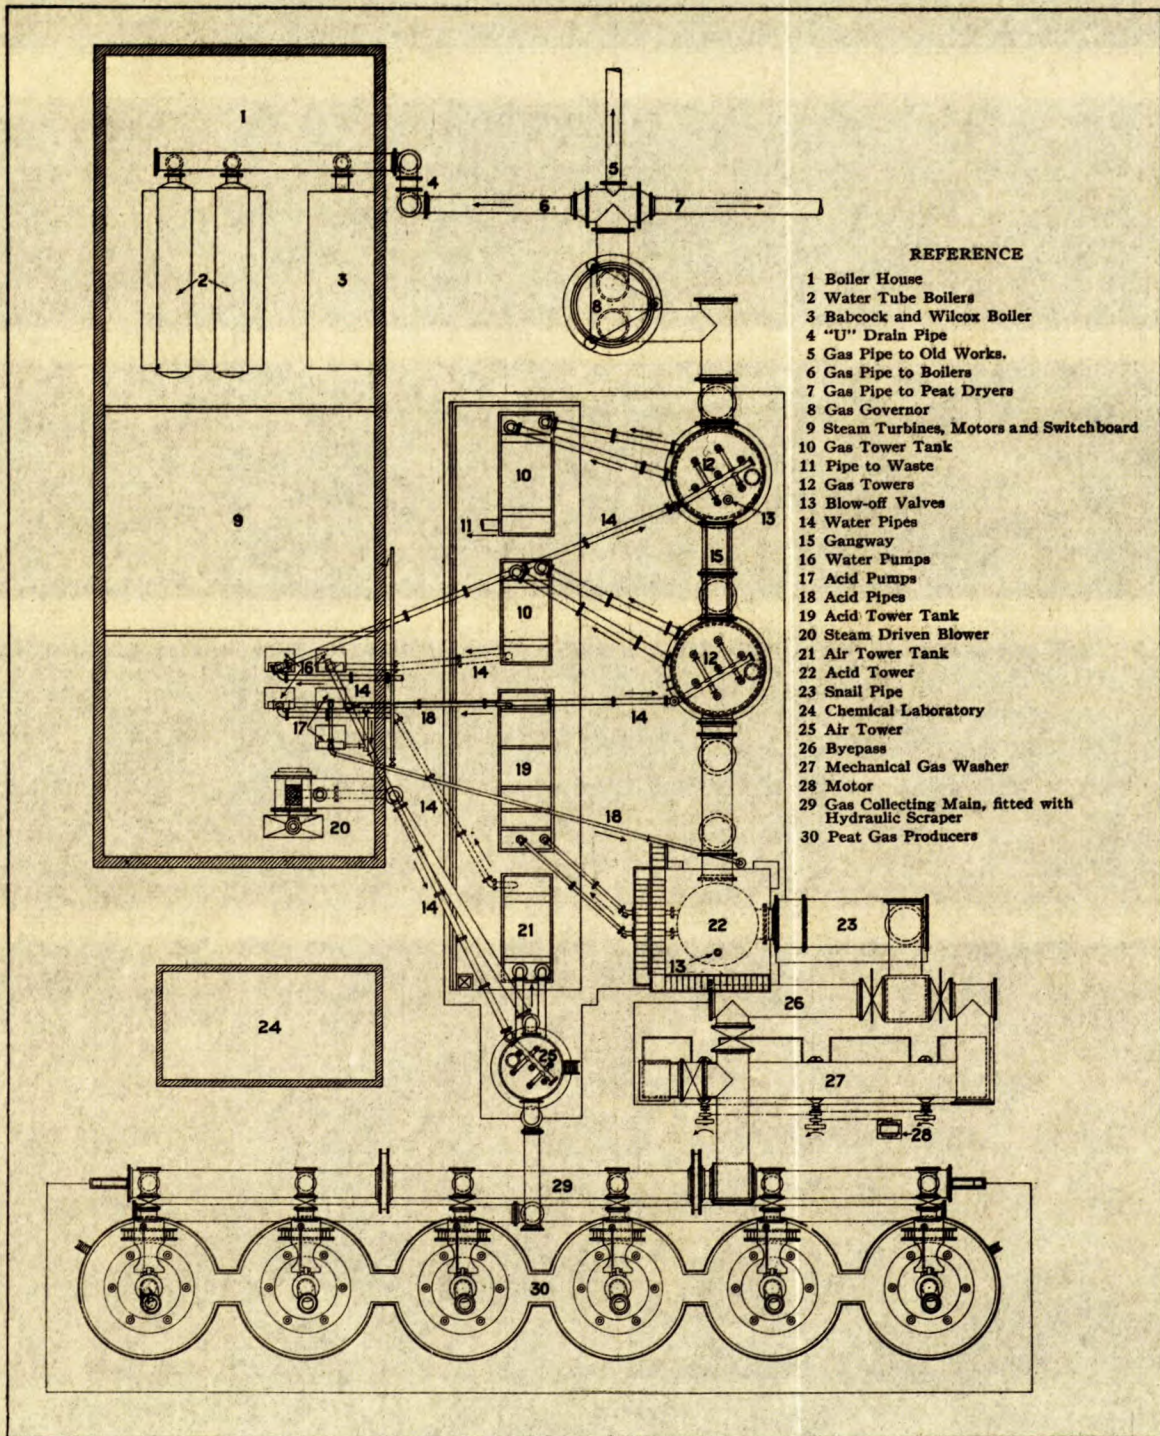 1
5
4
6
7
2
3
8
REFERENCE
1 Boiler House
2 Water Tube Boilers
3 Babcock and Wilcox Boiler
4 "U" Drain Pipe
5 Gas Pipe to Old Works.
6 Gas Pipe to Boilers
7 Gas Pipe to Peat Dryers
8 Gas Governor
9 Steam Turbines, Motors and Switchboard
10 Gas Tower Tank
11 Pipe to Waste
12 Gas Towers
13 Blow-off Valves
14 Water Pipes
15 Gangway
16 Water Pumps
17 Acid Pumps
18 Acid Pipes
19 Acid Tower Tank
20 Steam Driven Blower
21 Air Tower Tank
22 Acid Tower
23 Snail Pipe
24 Chemical Laboratory
25 Air Tower
26 Byepass
27 Mechanical Gas Washer
28 Motor
29 Gas Collecting Main, fitted with
Hydraulic Scraper
30 Peat Gas Producers
10
12
9
11
14
13
15
10
12
16
14
14
17
18
14
19
14
18
20
14
21
22
23
13
24
26
25
27
28
29
30